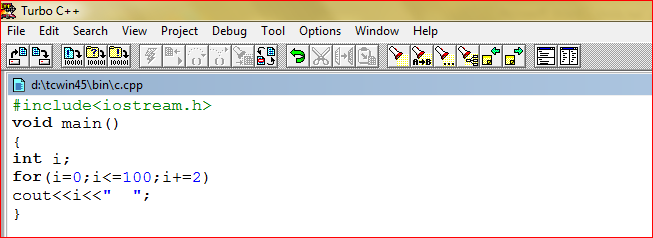 Turbo C++
File Edit Search View Project Debug Tool Options Window Help
A→B
d:\tcwin45\bin\c.cpp
#include<iostream.h>
void main()
{
int i;
for(i=0;i<=100;i+=2)
cout<<i<<"  ";
}